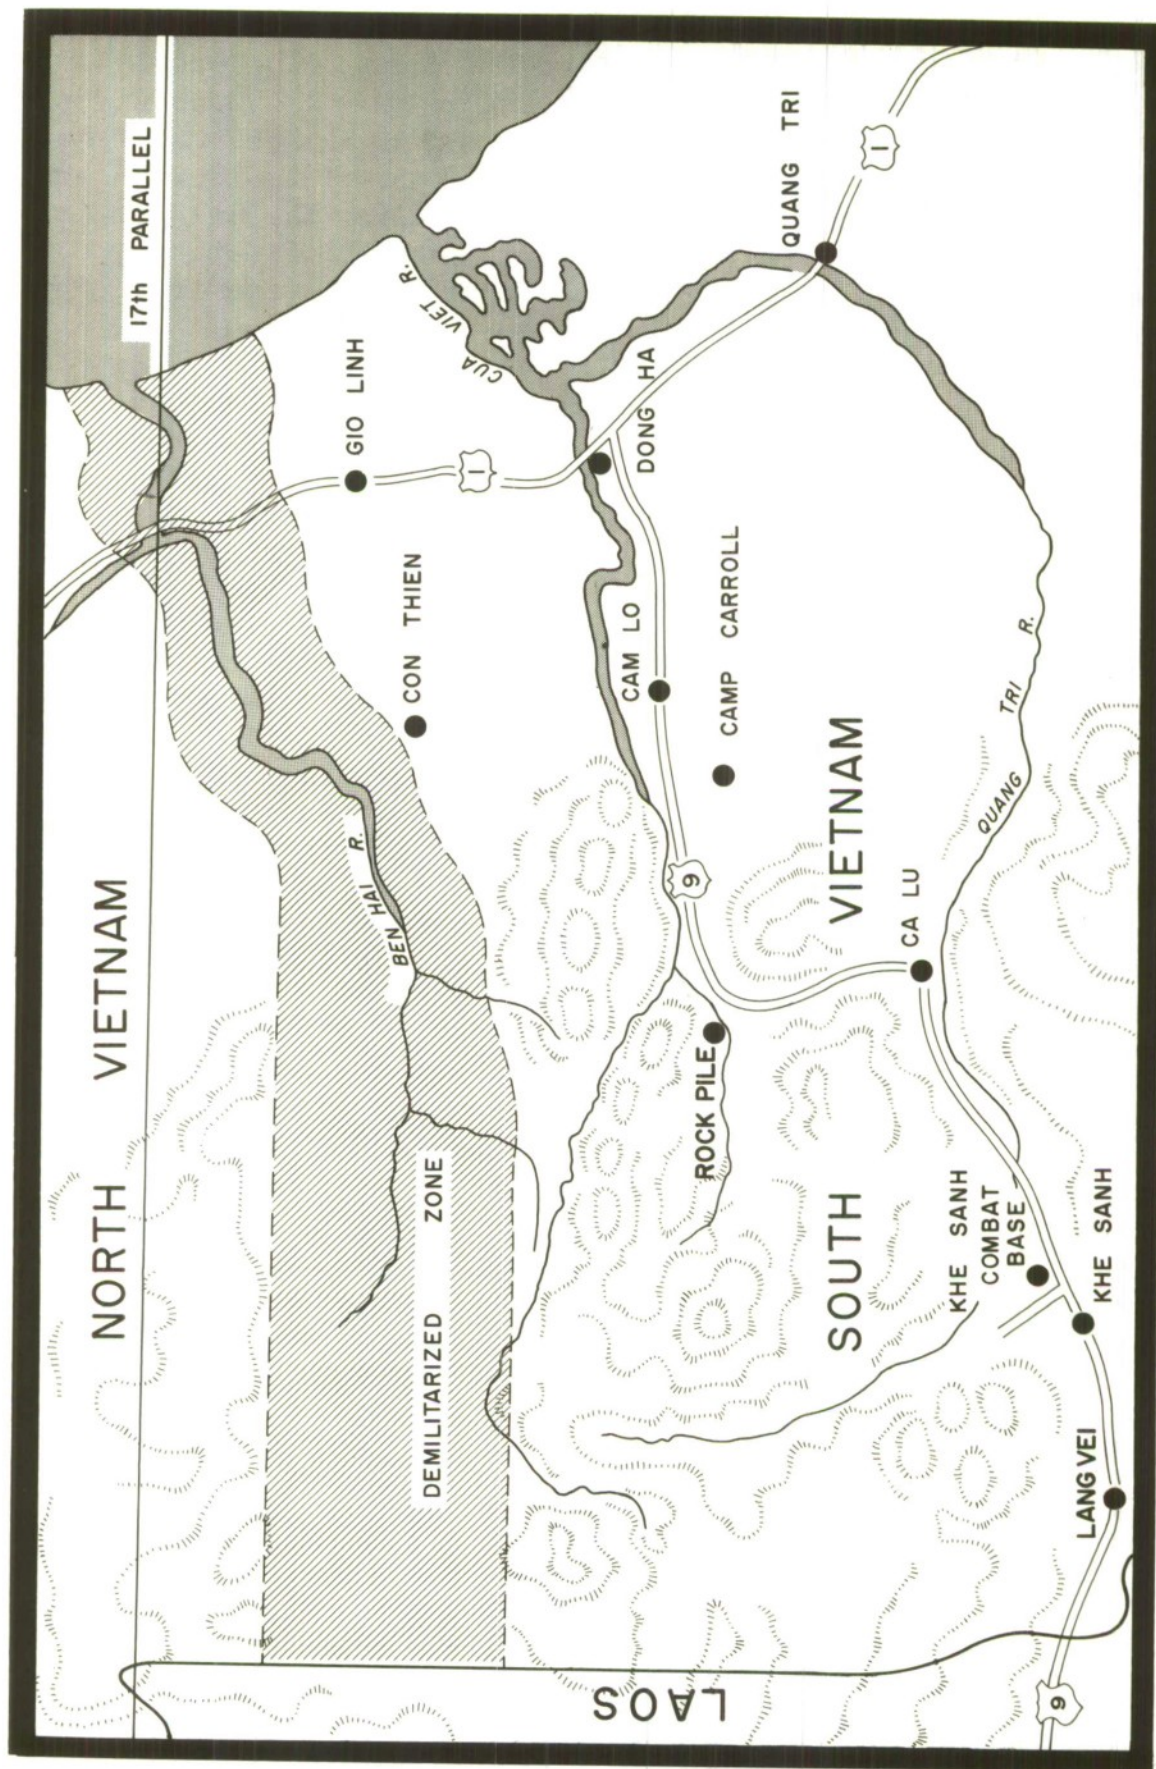 17th PARALLEL
NORTH VIETNAM
GIO LINH
1
CUA VIET R.
CON THIEN
BEN HAI R.
DEMILITARIZED ZONE
DONG HA
CAM LO
CAMP CARROLL
QUANG TRI
1
9
ROCK PILE
SOUTH VIETNAM
CA LU
QUANG TRI R.
KHE SANH
COMBAT
BASE
KHE SANH
LANG VEI
9
LAOS